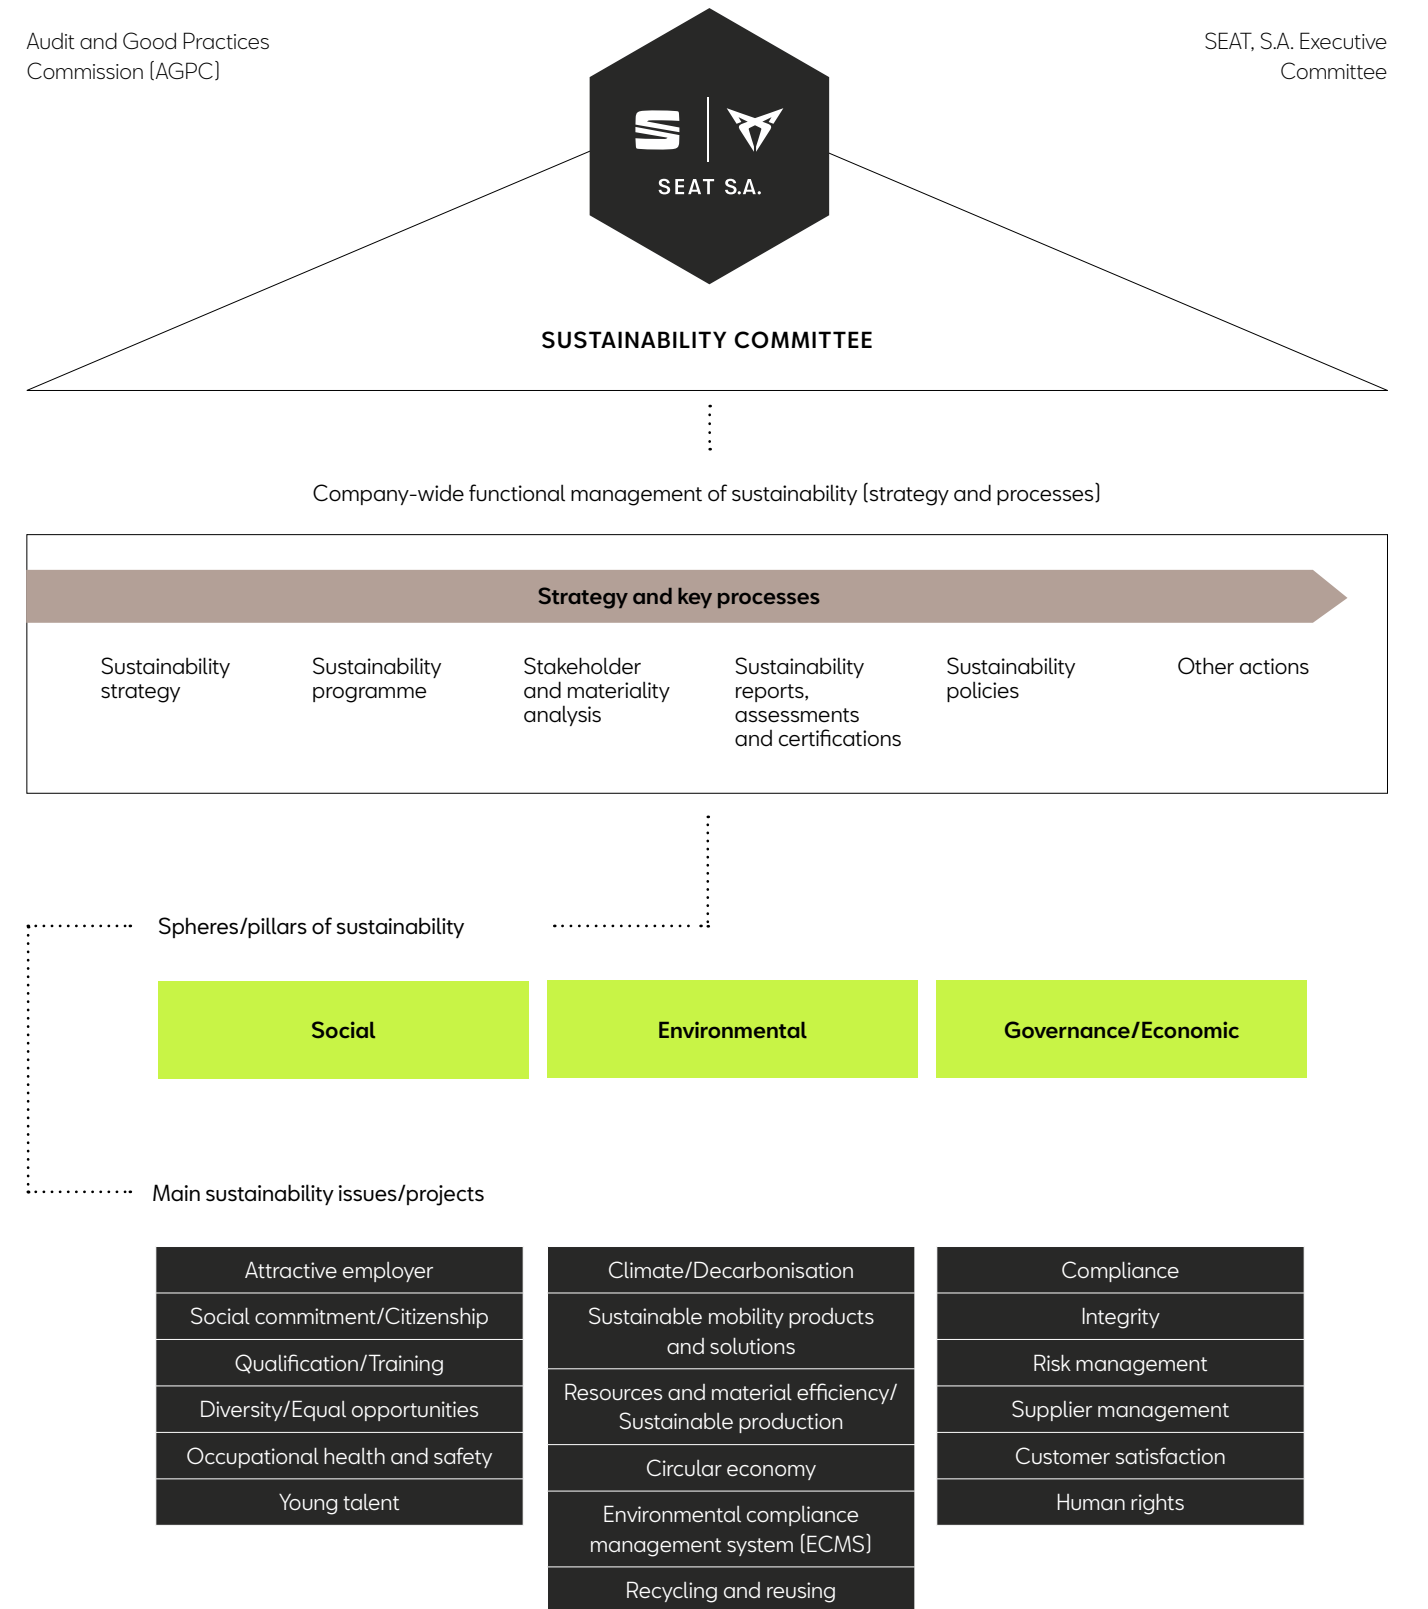 Audit and Good Practices
Commission (AGPC)
SEAT, S.A. Executive
Committee
SEAT S.A.
SUSTAINABILITY COMMITTEE
Company-wide functional management of sustainability (strategy and processes)
Strategy and key processes
Sustainability
strategy
Sustainability
programme
Stakeholder
and materiality
analysis
Sustainability
reports,
assessments
and certifications
Sustainability
policies
Other actions
Spheres/pillars of sustainability
Social
Environmental
Governance/Economic
Main sustainability issues/projects
Attractive employer
Social commitment/Citizenship
Qualification/Training
Diversity/Equal opportunities
Occupational health and safety
Young talent
Climate/Decarbonisation
Sustainable mobility products
and solutions
Resources and material efficiency/
Sustainable production
Circular economy
Environmental compliance
management system (ECMS)
Recycling and reusing
Compliance
Integrity
Risk management
Supplier management
Customer satisfaction
Human rights